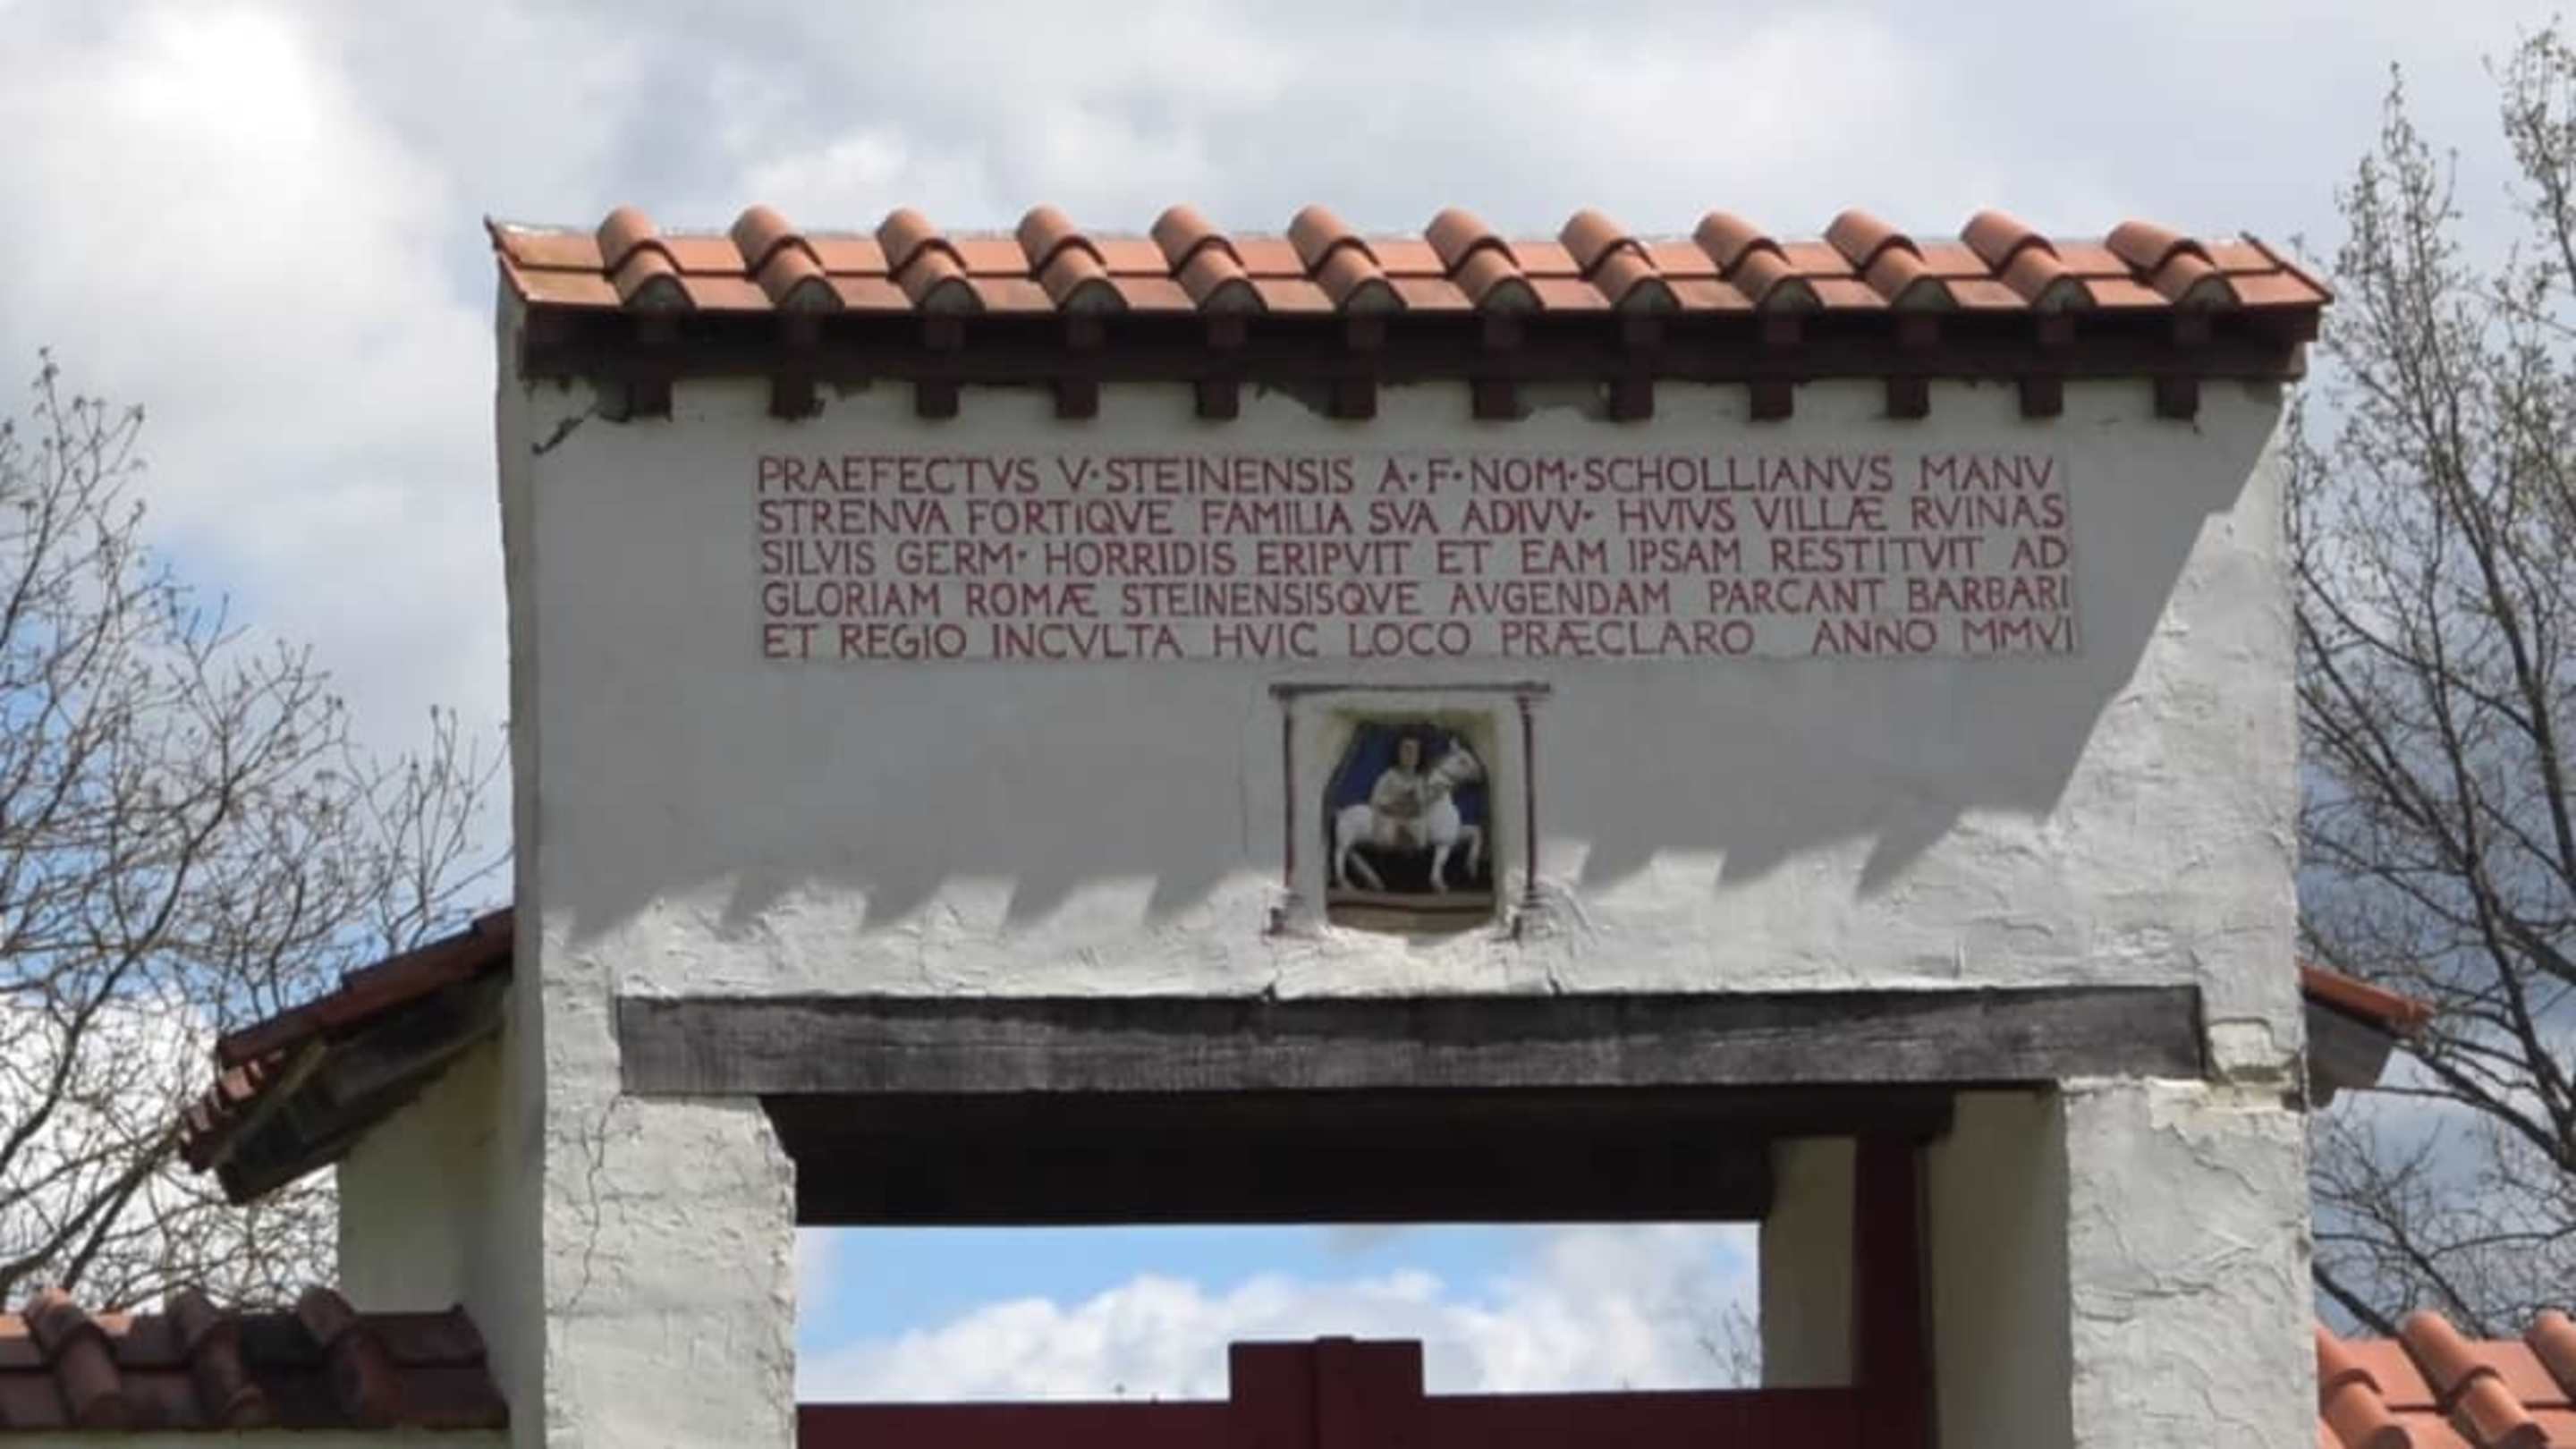 PRAEFECTVS V·STEINENSIS A·F·NOM·SCHOLLIANVS MANV
STRENVA FORTIQVE FAMILIA SVA ADIVV· HVIVS VILLÆ RVINAS
SILVIS GERM· HORRIDIS ERIPVIT ET EAM IPSAM RESTITVIT AD
GLORIAM ROMÆ STEINENSISQVE AVGENDAM PARCANT BARBARI
ET REGIO INCVLTA HVIC LOCO PRÆCLARO ANNO MMVI